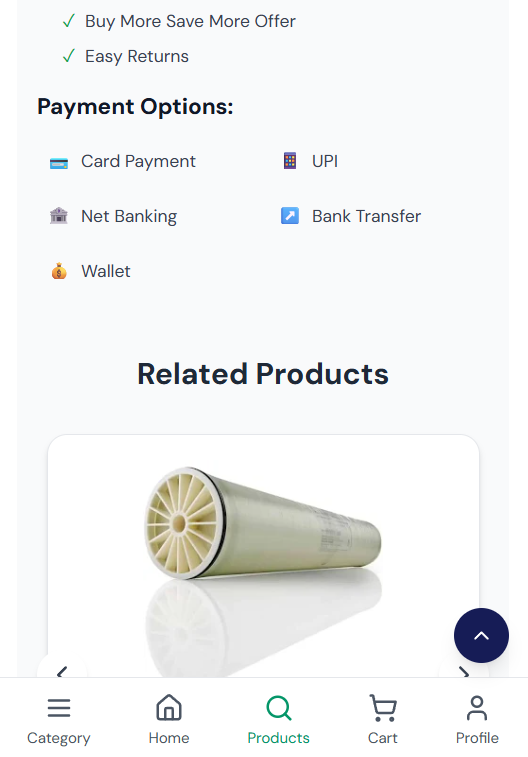 ✓ Buy More Save More Offer
✓ Easy Returns
Payment Options:
Card Payment UPI
Net Banking Bank Transfer
Wallet
Related Products
Category Home Products Cart Profile